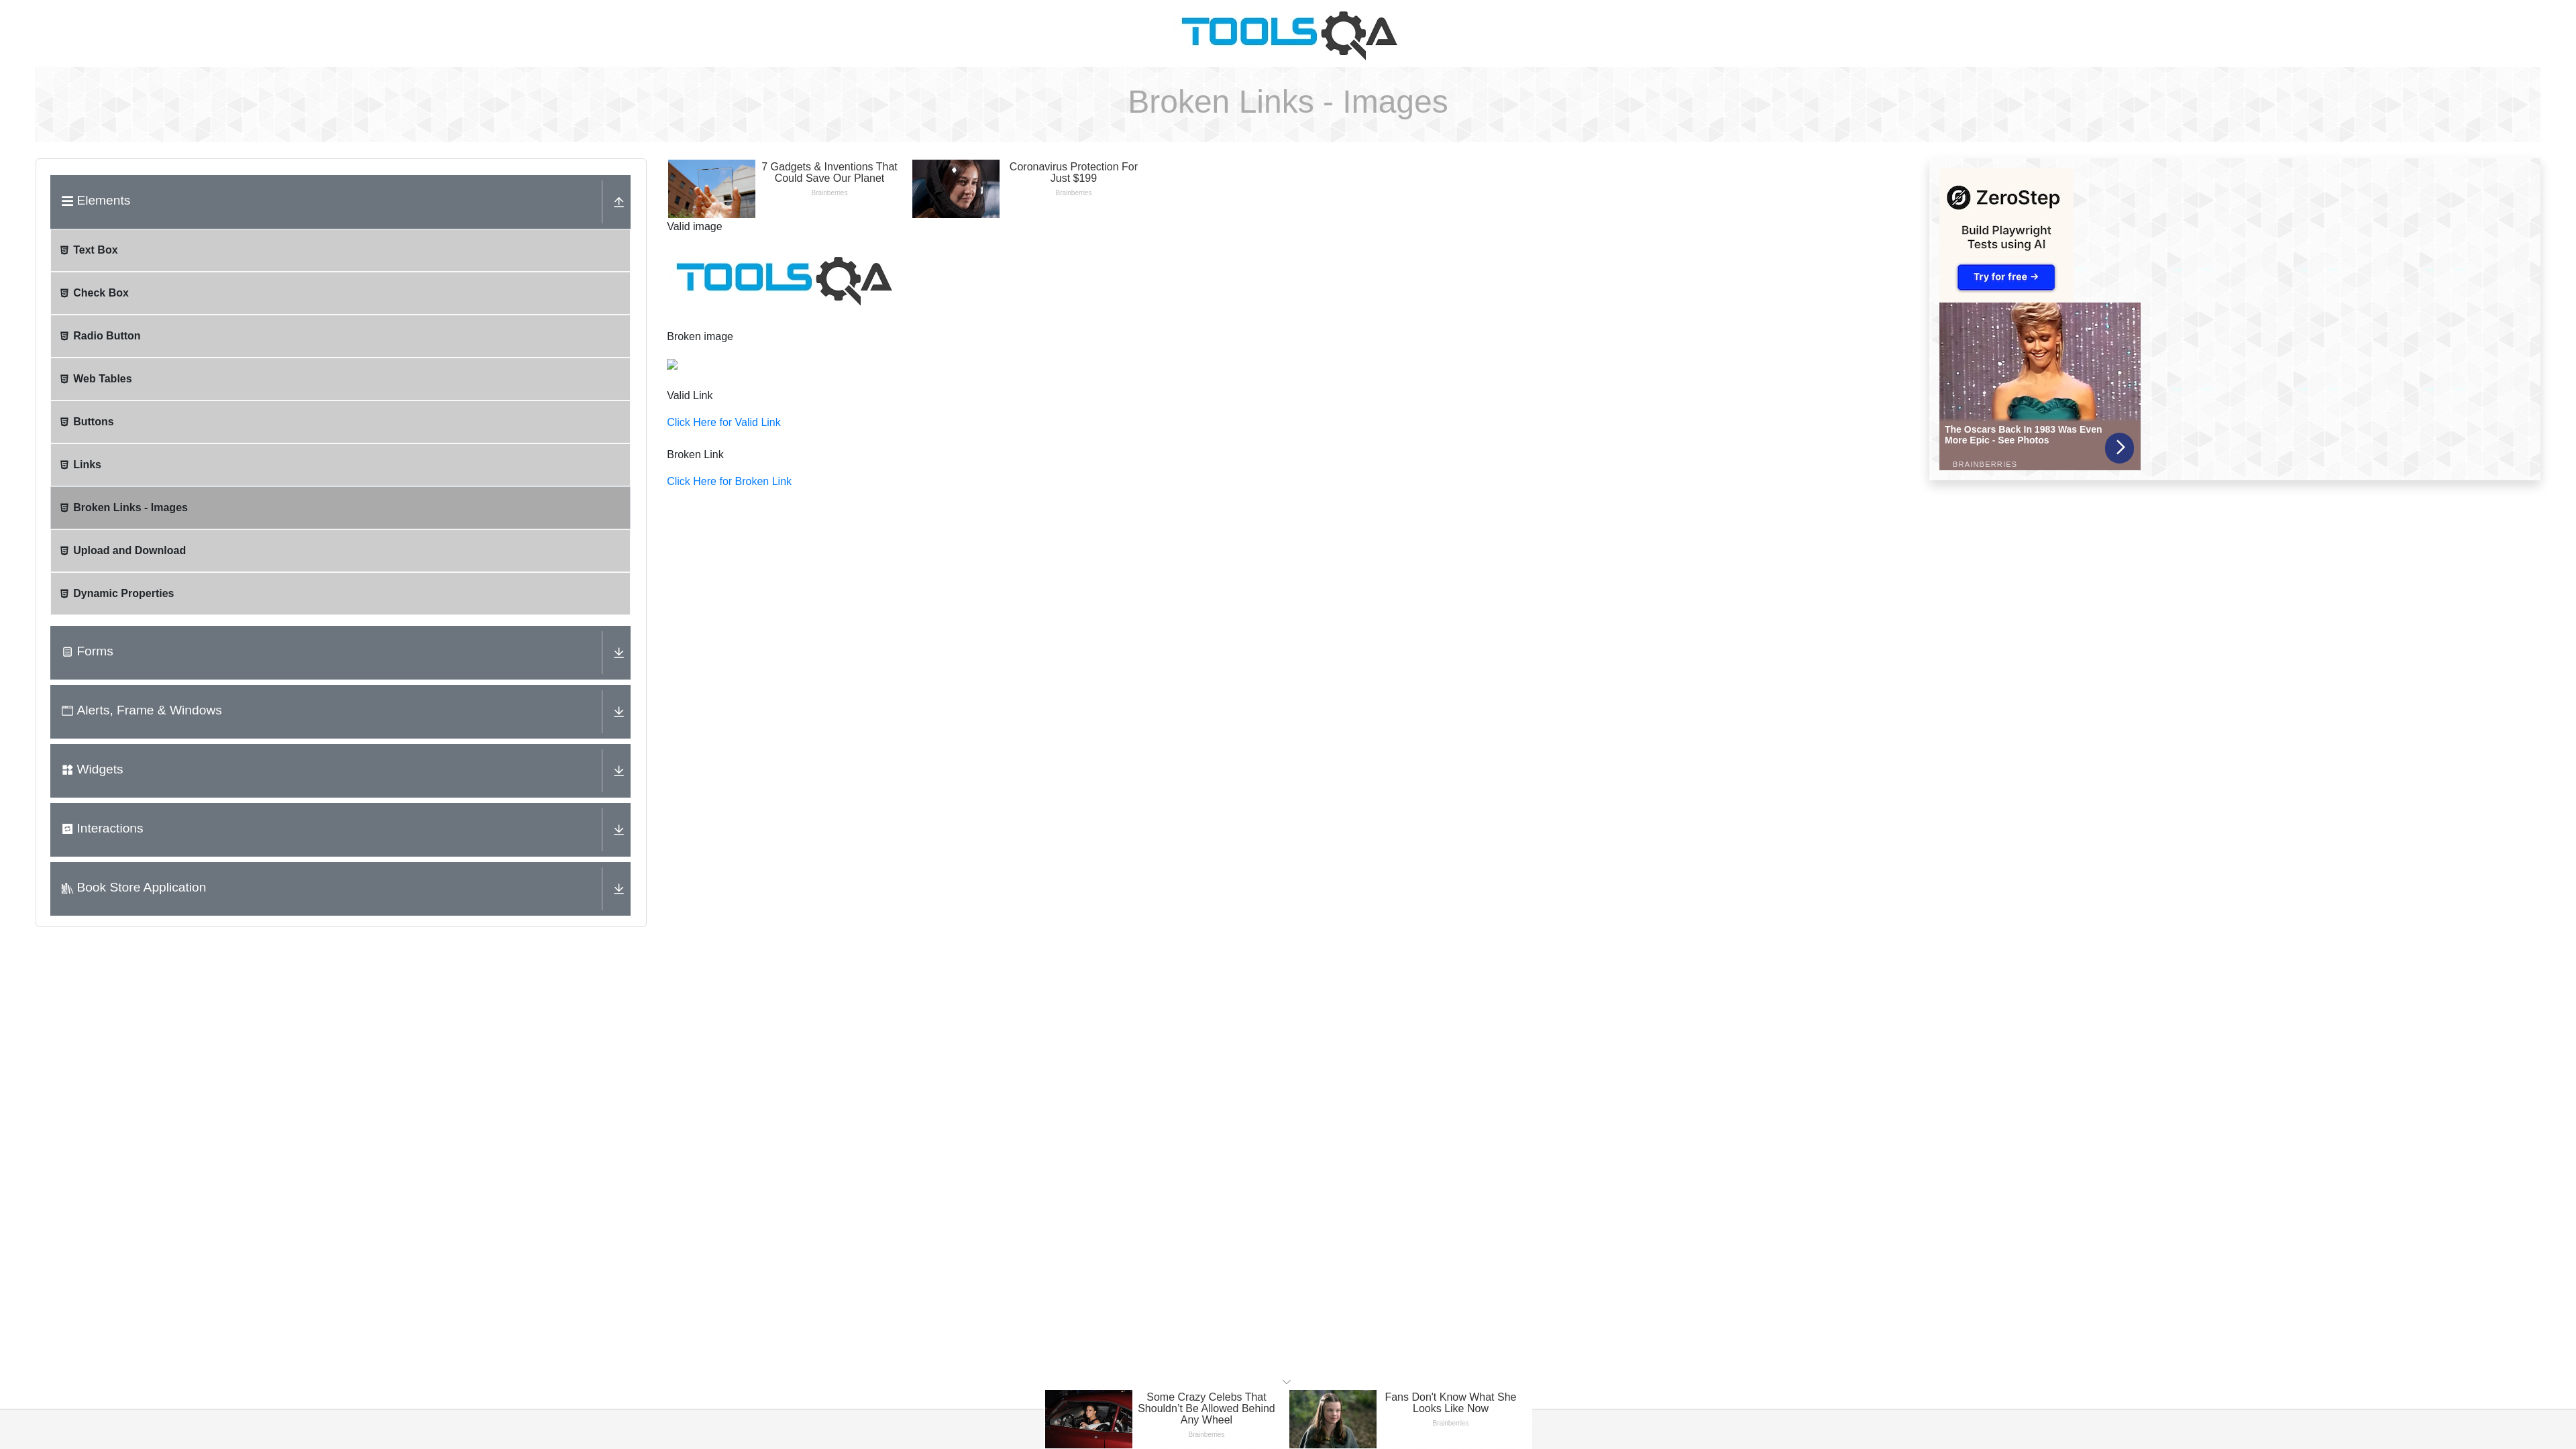 TOOLSQA
Broken Links - Images
Elements
Text Box
Check Box
Radio Button
Web Tables
Buttons
Links
Broken Links - Images
Upload and Download
Dynamic Properties
Forms
Alerts, Frame & Windows
Widgets
Interactions
Book Store Application
7 Gadgets & Inventions That
Could Save Our Planet
Brainberries
Coronavirus Protection For
Just $199
Brainberries
Valid image
TOOLSQA
Broken image
Valid Link
Click Here for Valid Link
Broken Link
Click Here for Broken Link
ZeroStep
Build Playwright
Tests using AI
Try for free →
The Oscars Back In 1983 Was Even
More Epic - See Photos
BRAINBERRIES
Some Crazy Celebs That
Shouldn't Be Allowed Behind
Any Wheel
Brainberries
Fans Don't Know What She
Looks Like Now
Brainberries